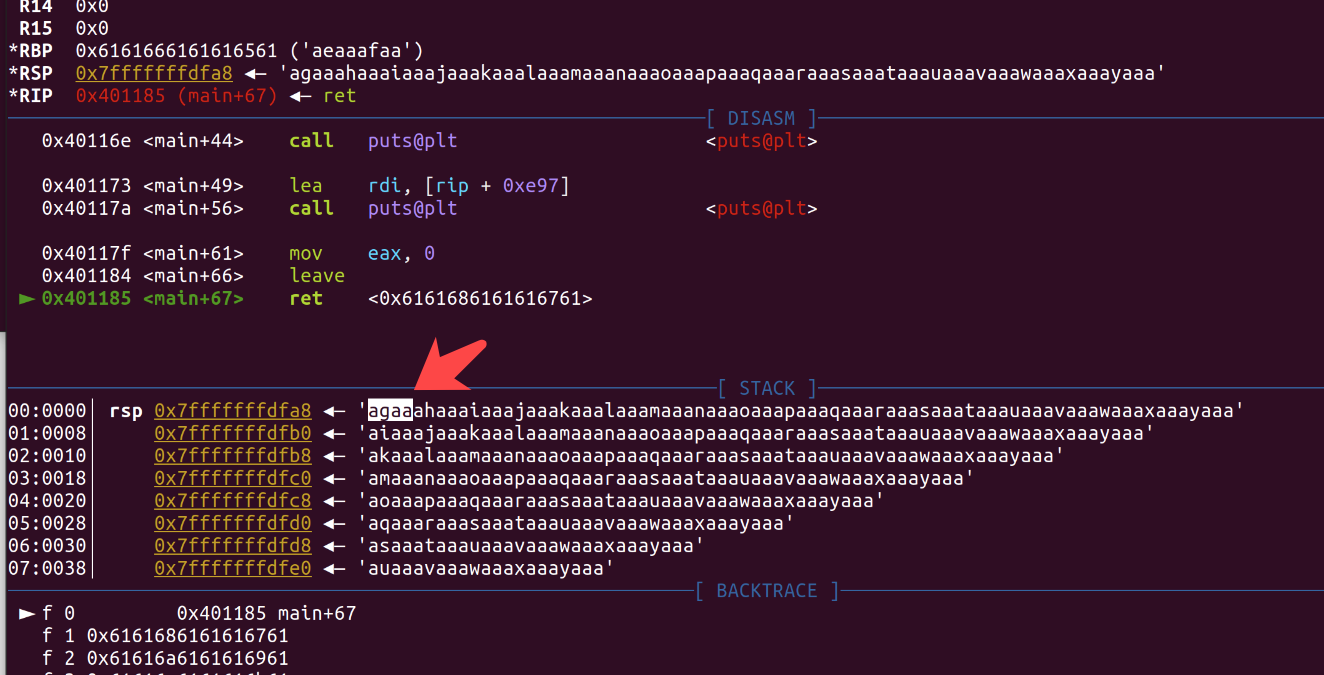 R14 0x0
R15 0x0
*RBP 0x6161666161616561 ('aeaaafaa')
*RSP 0x7fffffffdfa8 ◂— 'agaaahaaaiaaajaaakaaalaaamaaanaaaoaaapaaaqaaaraaasaaataaauaaavaaawaaaxaaayaaa'
*RIP 0x401185 (main+67) ◂— ret
[ DISASM ]
0x40116e <main+44> call puts@plt <puts@plt>
0x401173 <main+49> lea rdi, [rip + 0xe97]
0x40117a <main+56> call puts@plt <puts@plt>
0x40117f <main+61> mov eax, 0
0x401184 <main+66> leave
► 0x401185 <main+67> ret <0x6161686161616761>
[ STACK ]
00:0000│ rsp 0x7fffffffdfa8 ◂— 'agaaahaaaiaaajaaakaaalaaamaaanaaaoaaapaaaqaaaraaasaaataaauaaavaaawaaaxaaayaaa'
01:0008│ 0x7fffffffdfb0 ◂— 'aiaaajaaakaaalaaamaaanaaaoaaapaaaqaaaraaasaaataaauaaavaaawaaaxaaayaaa'
02:0010│ 0x7fffffffdfb8 ◂— 'akaaalaaamaaanaaaoaaapaaaqaaaraaasaaataaauaaavaaawaaaxaaayaaa'
03:0018│ 0x7fffffffdfc0 ◂— 'amaaanaaaoaaapaaaqaaaraaasaaataaauaaavaaawaaaxaaayaaa'
04:0020│ 0x7fffffffdfc8 ◂— 'aoaaapaaaqaaaraaasaaataaauaaavaaawaaaxaaayaaa'
05:0028│ 0x7fffffffdfd0 ◂— 'aqaaaraaasaaataaauaaavaaawaaaxaaayaaa'
06:0030│ 0x7fffffffdfd8 ◂— 'asaaataaauaaavaaawaaaxaaayaaa'
07:0038│ 0x7fffffffdfe0 ◂— 'auaaavaaawaaaxaaayaaa'
[ BACKTRACE ]
► f 0 0x401185 main+67
f 1 0x6161686161616761
f 2 0x61616a6161616961